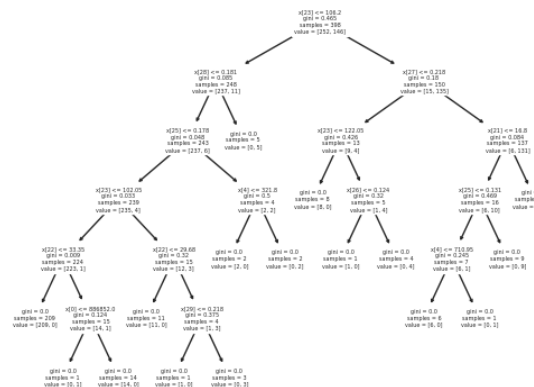 x[23] <= 106.2
gini = 0.465
samples = 398
value = [252, 146]
x[28] <= 0.181
gini = 0.085
samples = 248
value = [237, 11]
x[27] <= 0.218
gini = 0.18
samples = 150
value = [15, 135]
x[25] <= 0.178
gini = 0.048
samples = 243
value = [237, 6]
gini = 0.0
samples = 5
value = [0, 5]
x[23] <= 122.05
gini = 0.426
samples = 13
value = [9, 4]
x[21] <= 16.8
gini = 0.084
samples = 137
value = [6, 131]
x[23] <= 102.05
gini = 0.033
samples = 239
value = [235, 4]
x[4] <= 321.8
gini = 0.5
samples = 4
value = [2, 2]
gini = 0.0
samples = 8
value = [8, 0]
x[26] <= 0.124
gini = 0.32
samples = 5
value = [1, 4]
x[25] <= 0.131
gini = 0.469
samples = 16
value = [6, 10]
x[22] <= 33.35
gini = 0.009
samples = 224
value = [223, 1]
x[22] <= 29.68
gini = 0.32
samples = 15
value = [12, 3]
gini = 0.0
samples = 2
value = [2, 0]
gini = 0.0
samples = 2
value = [0, 2]
gini = 0.0
samples = 1
value = [1, 0]
gini = 0.0
samples = 4
value = [0, 4]
x[4] <= 710.95
gini = 0.245
samples = 7
value = [6, 1]
gini = 0.0
samples = 9
value = [0, 9]
gini = 0.0
samples = 209
value = [209, 0]
x[0] <= 886852.0
gini = 0.124
samples = 15
value = [14, 1]
gini = 0.0
samples = 11
value = [11, 0]
x[29] <= 0.218
gini = 0.375
samples = 4
value = [1, 3]
gini = 0.0
samples = 6
value = [6, 0]
gini = 0.0
samples = 1
value = [0, 1]
gini = 0.0
samples = 1
value = [0, 1]
gini = 0.0
samples = 14
value = [14, 0]
gini = 0.0
samples = 1
value = [1, 0]
gini = 0.0
samples = 3
value = [0, 3]